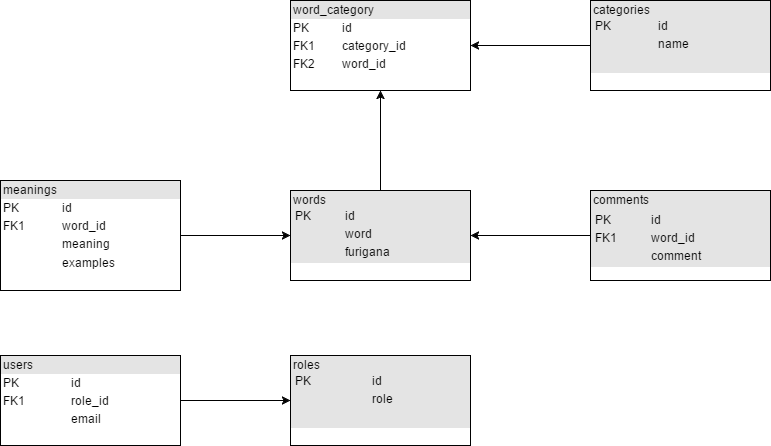 word_category
PK id
FK1 category_id
FK2 word_id
categories
PK id
name
meanings
PK id
FK1 word_id
meaning
examples
words
PK id
word
furigana
comments
PK id
FK1 word_id
comment
users
PK id
FK1 role_id
email
roles
PK id
role